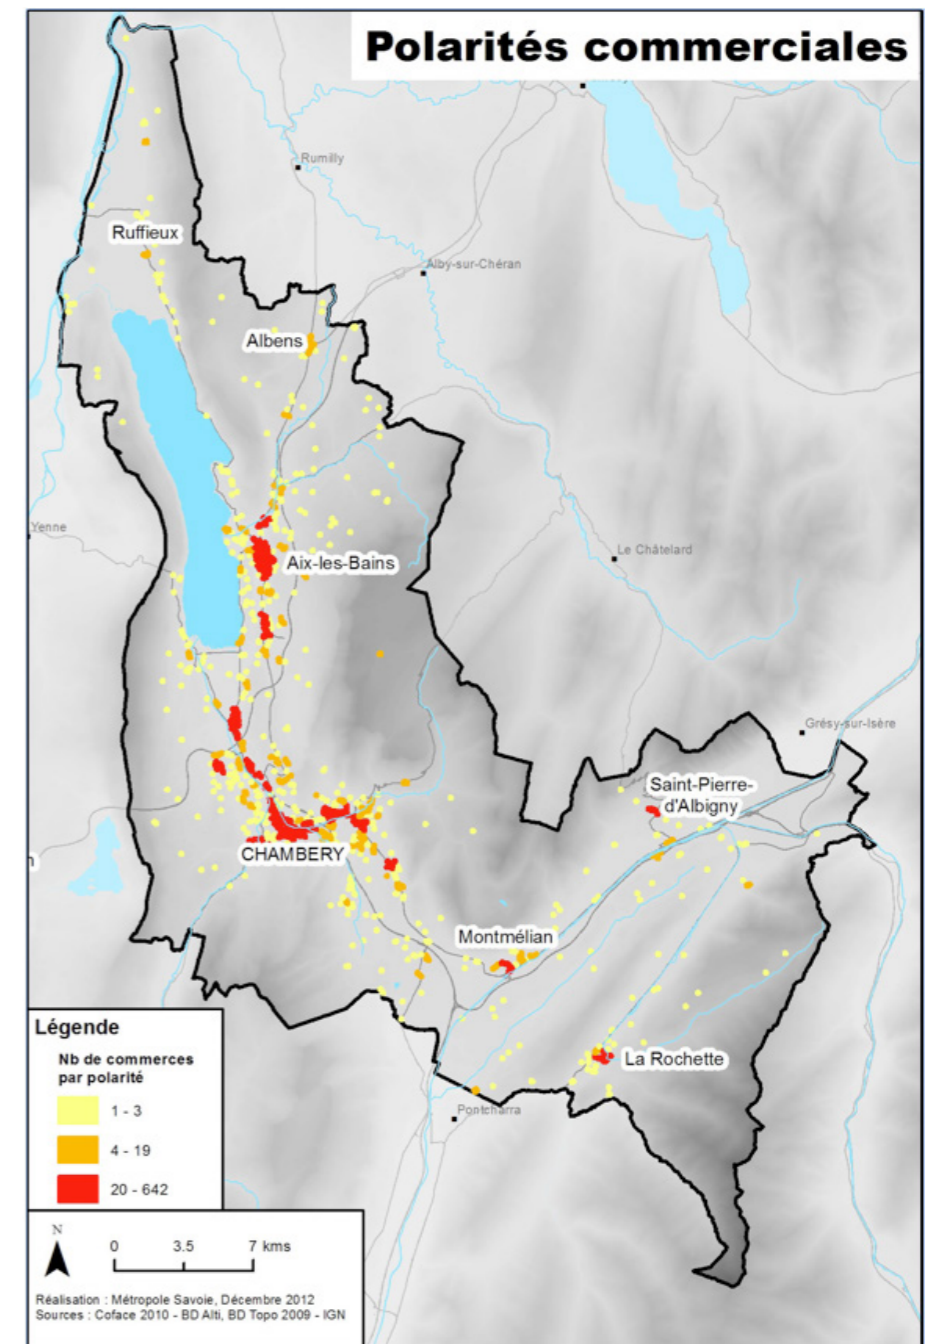 Polarités commerciales
Rumilly
Ruffieux
Alby-sur-Chéran
Albens
Yenne
Aix-les-Bains
Le Châtelard
Grésy-sur-Isère
Saint-Pierre-
d'Albigny
CHAMBERY
Montmélian
La Rochette
Pontcharra
Légende
Nb de commerces
par polarité
1 - 3
4 - 19
20 - 642
N
0 3.5 7 kms
Réalisation : Métropole Savoie, Décembre 2012
Sources : Coface 2010 - BD Alti, BD Topo 2009 - IGN